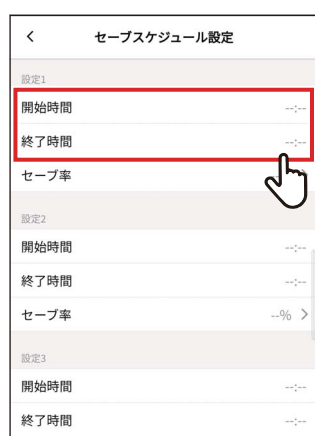 < セーブスケジュール設定
設定1
開始時間 --:--
終了時間 --:--
セーブ率 --
設定2
開始時間 --:--
終了時間 --:--
セーブ率 --% >
設定3
開始時間 --:--
終了時間 --:--